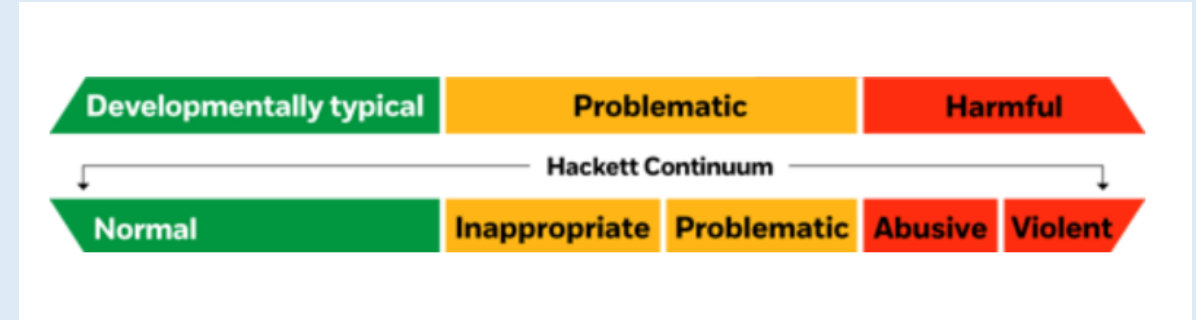 Developmentally typical Problematic Harmful
Hackett Continuum
Normal Inappropriate Problematic Abusive Violent